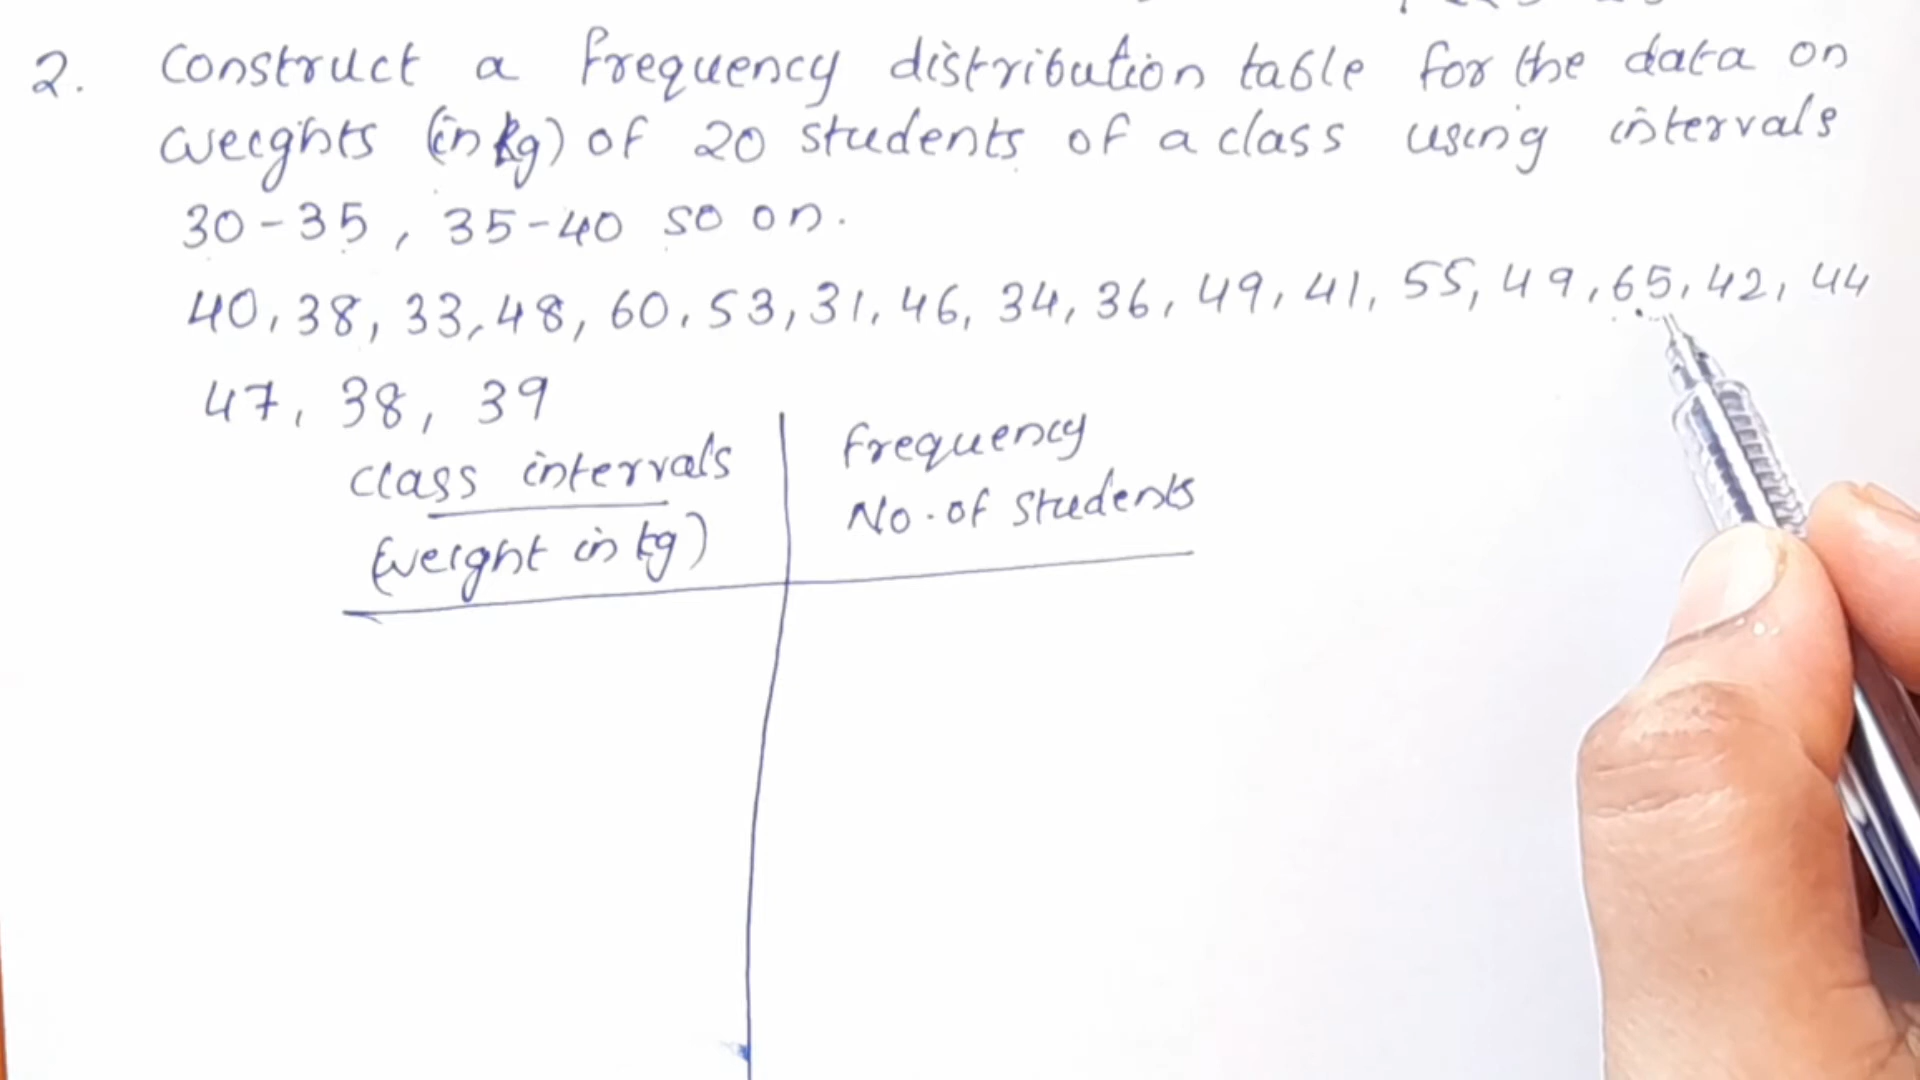 2. Construct a frequency distribution table for the data on
weights (in kg) of 20 students of a class using intervals
30-35, 35-40 so on.
40, 38, 33, 48, 60, 53, 31, 46, 34, 36, 49, 41, 55, 49, 65, 42, 44
47, 38, 39
class intervals
(weight in kg)
Frequency
No. of students